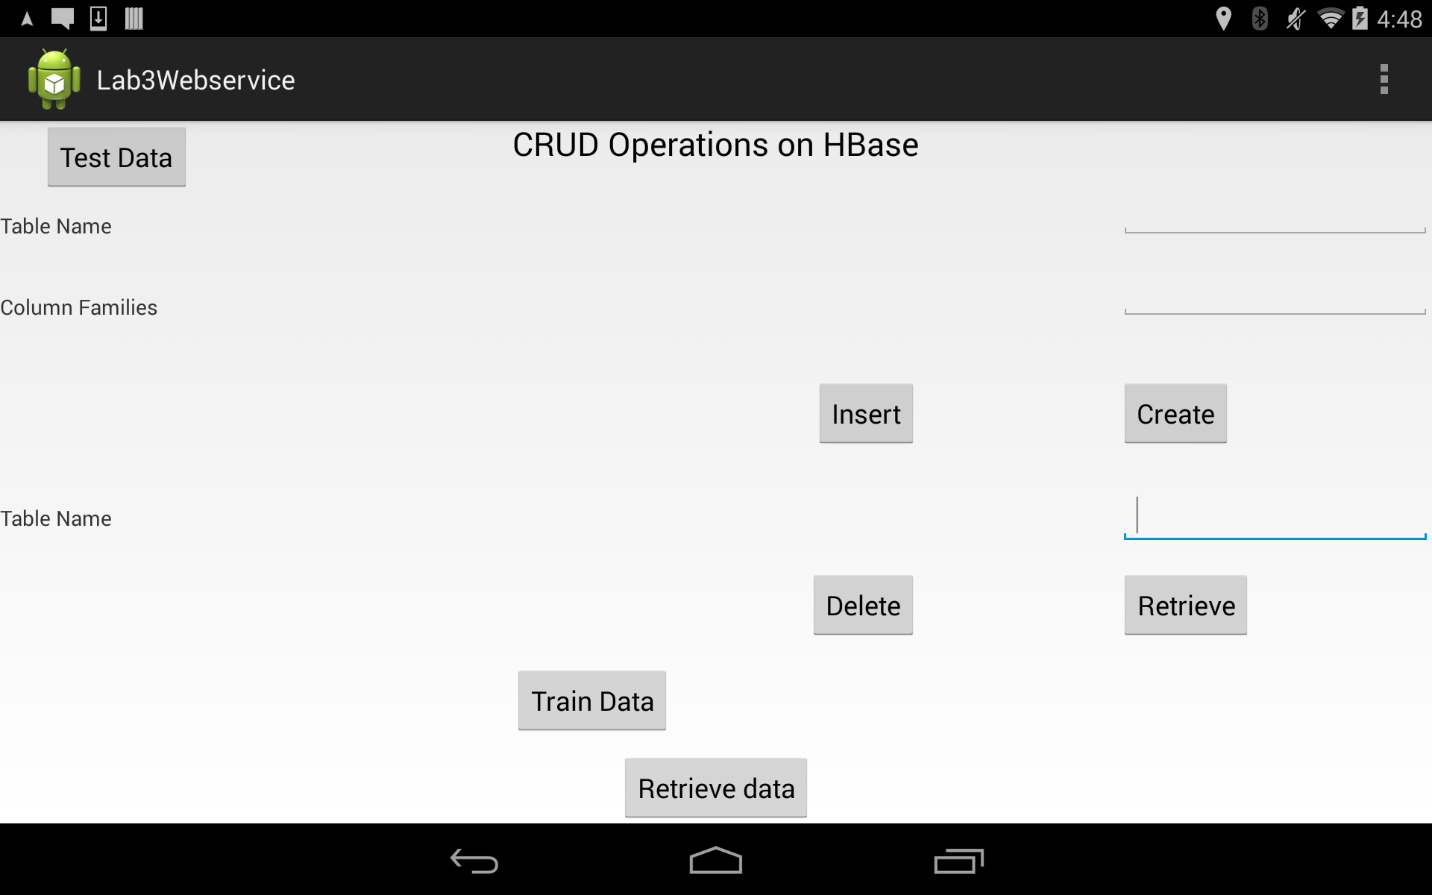 4:48
Lab3Webservice
CRUD Operations on HBase
Test Data
Table Name
Column Families
Insert
Create
Table Name
Delete
Retrieve
Train Data
Retrieve data